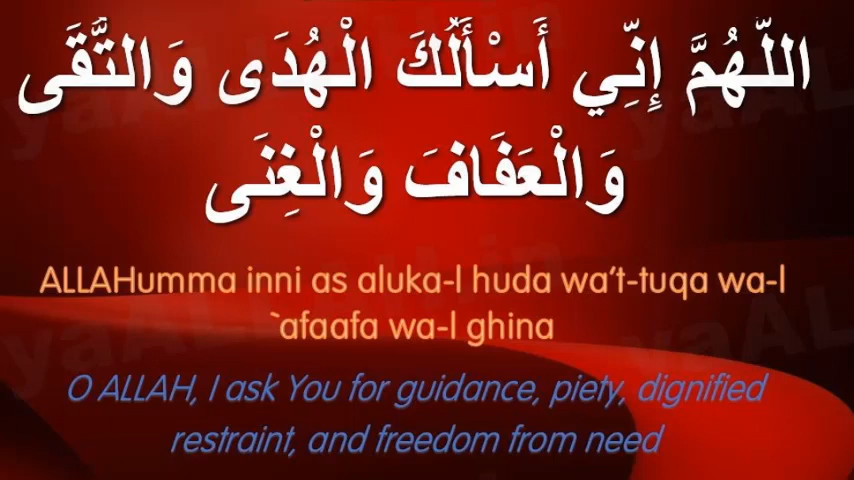 اللَّهُمَّ إِنِّي أَسْأَلُكَ الْهُدَى وَالتُّقَى
وَالْعَفَافَ وَالْغِنَى
ALLAHumma inni as aluka-l huda wa't-tuqa wa-l
`afaafa wa-l ghina
O ALLAH, I ask You for guidance, piety, dignified
restraint, and freedom from need